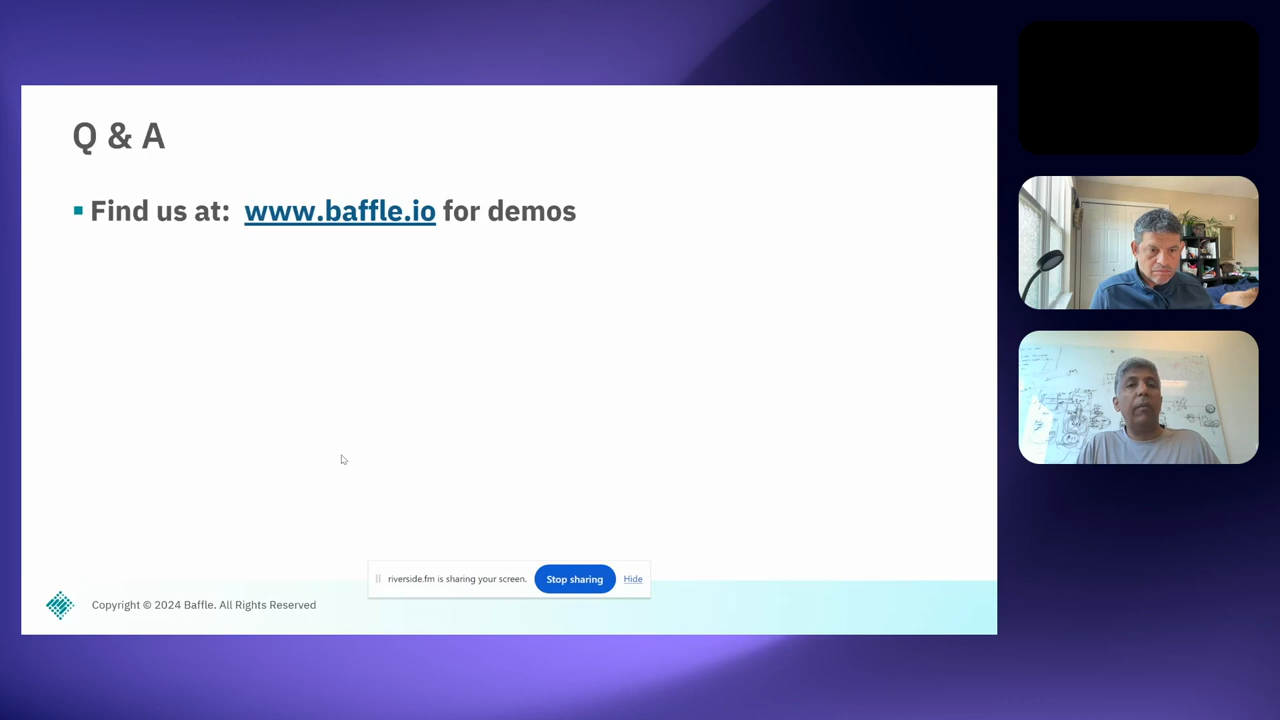 Q & A
▪ Find us at: www.baffle.io for demos
riverside.fm is sharing your screen. Stop sharing Hide
Copyright © 2024 Baffle. All Rights Reserved